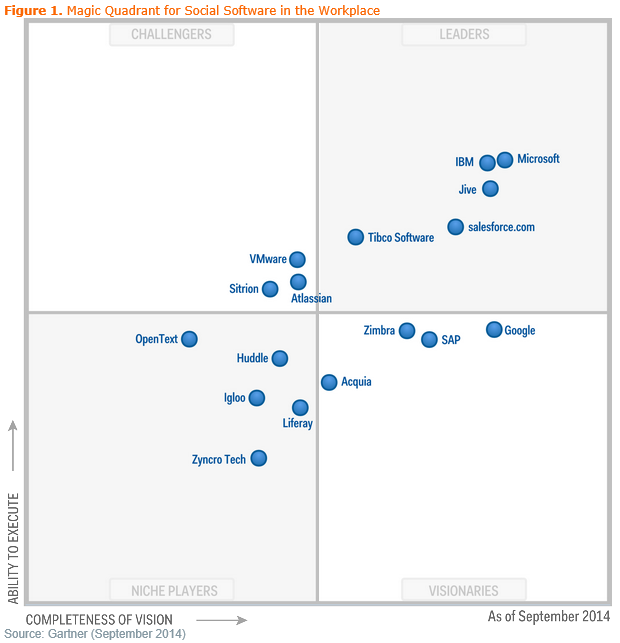 Figure 1. Magic Quadrant for Social Software in the Workplace
CHALLENGERS
LEADERS
IBM
Microsoft
Jive
salesforce.com
Tibco Software
VMware
Sitrion
Atlassian
OpenText
Zimbra
SAP
Google
Huddle
Acquia
Igloo
Liferay
Zyncro Tech
ABILITY TO EXECUTE
NICHE PLAYERS
VISIONARIES
COMPLETENESS OF VISION
As of September 2014
Source: Gartner (September 2014)